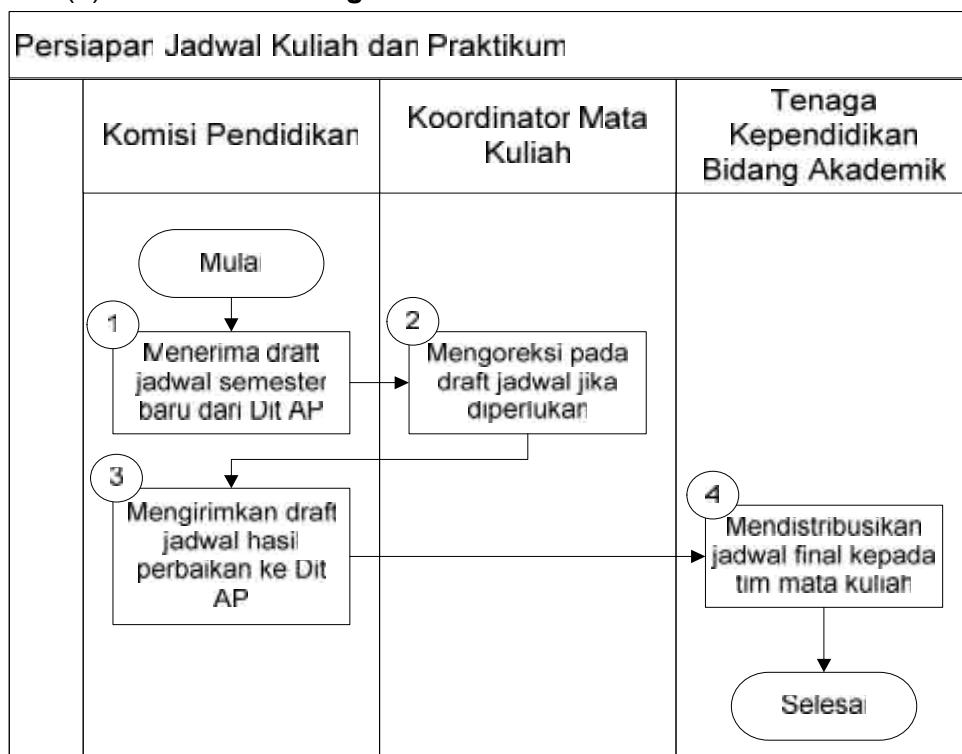 Persiapan Jadwal Kuliah dan Praktikum
Komisi Pendidikan
Koordinator Mata
Kuliah
Tenaga
Kependidikan
Bidang Akademik
Mulai
1
Menerima draft
jadwal semester
baru dari Dit AP
2
Mengoreksi pada
draft jadwal jika
diperlukan
3
Mengirimkan draft
jadwal hasil
perbaikan ke Dit
AP
4
Mendistribusikan
jadwal final kepada
tim mata kuliah
Selesai